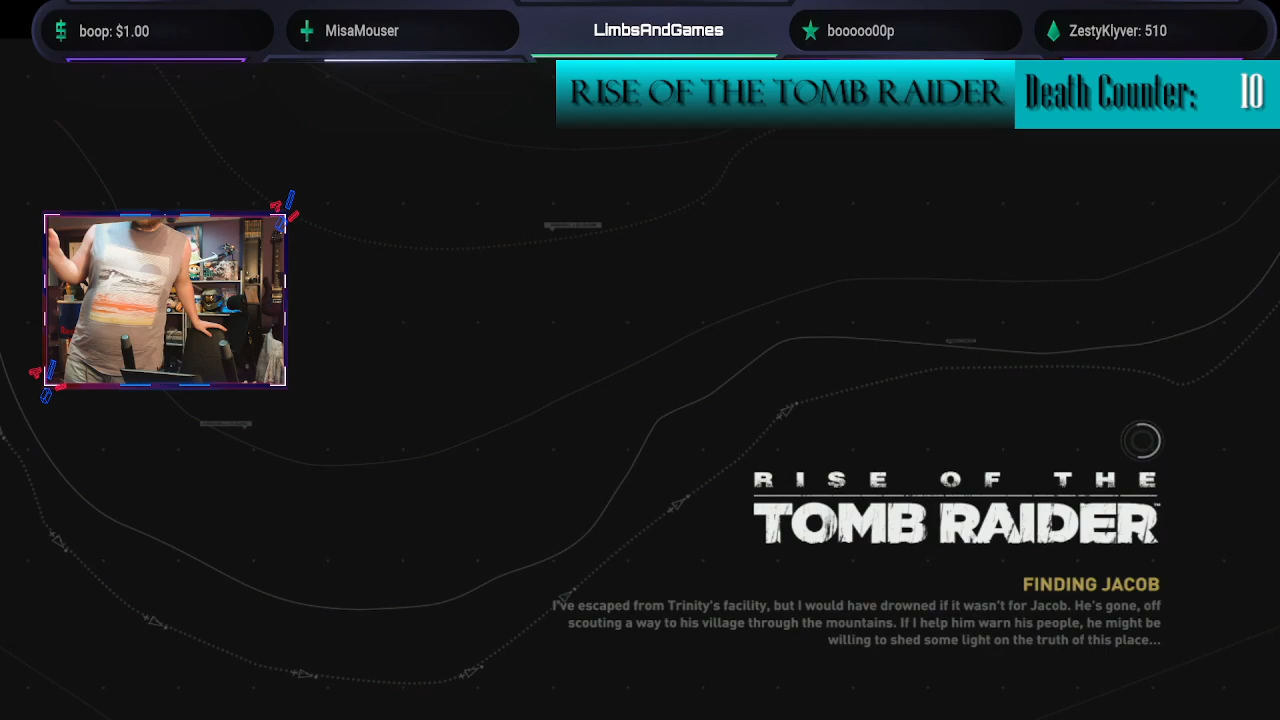 boop: $1.00
MisaMouser
LimbsAndGames
booooo00p
ZestyKlyver: 510
RISE OF THE TOMB RAIDER
Death Counter: 10
RISE OF THE
TOMB RAIDER™
FINDING JACOB
I've escaped from Trinity's facility, but I would have drowned if it wasn't for Jacob. He's gone, off
scouting a way to his village through the mountains. If I help him warn his people, he might be
willing to shed some light on the truth of this place...